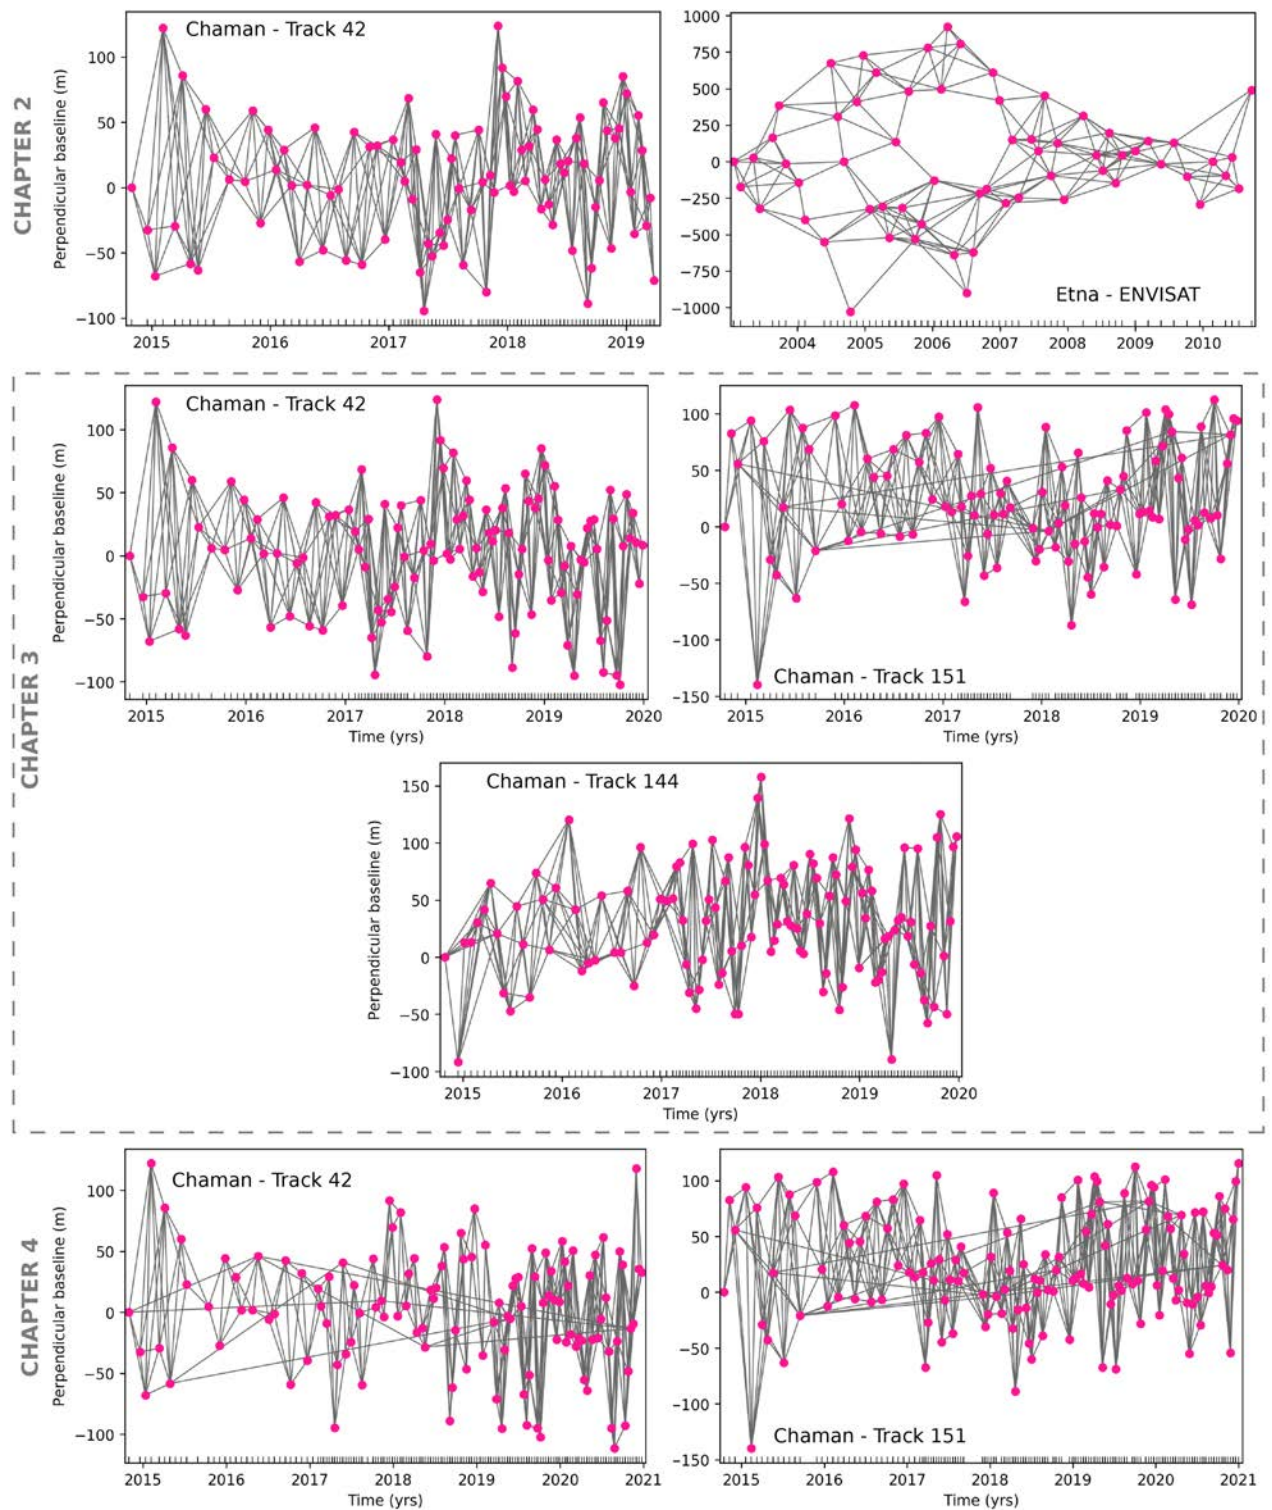 CHAPTER 2
Chaman - Track 42
Perpendicular baseline (m)
100
50
0
−50
−100
2015 2016 2017 2018 2019
Etna - ENVISAT
1000
750
500
250
0
−250
−500
−750
−1000
2004 2005 2006 2007 2008 2009 2010
CHAPTER 3
Chaman - Track 42
Perpendicular baseline (m)
100
50
0
−50
−100
2015 2016 2017 2018 2019 2020
Time (yrs)
Chaman - Track 151
100
50
0
−50
−100
−150
2015 2016 2017 2018 2019 2020
Time (yrs)
Chaman - Track 144
Perpendicular baseline (m)
150
100
50
0
−50
−100
2015 2016 2017 2018 2019 2020
Time (yrs)
CHAPTER 4
Chaman - Track 42
Perpendicular baseline (m)
100
50
0
−50
−100
2015 2016 2017 2018 2019 2020 2021
Time (yrs)
Chaman - Track 151
100
50
0
−50
−100
−150
2015 2016 2017 2018 2019 2020 2021
Time (yrs)